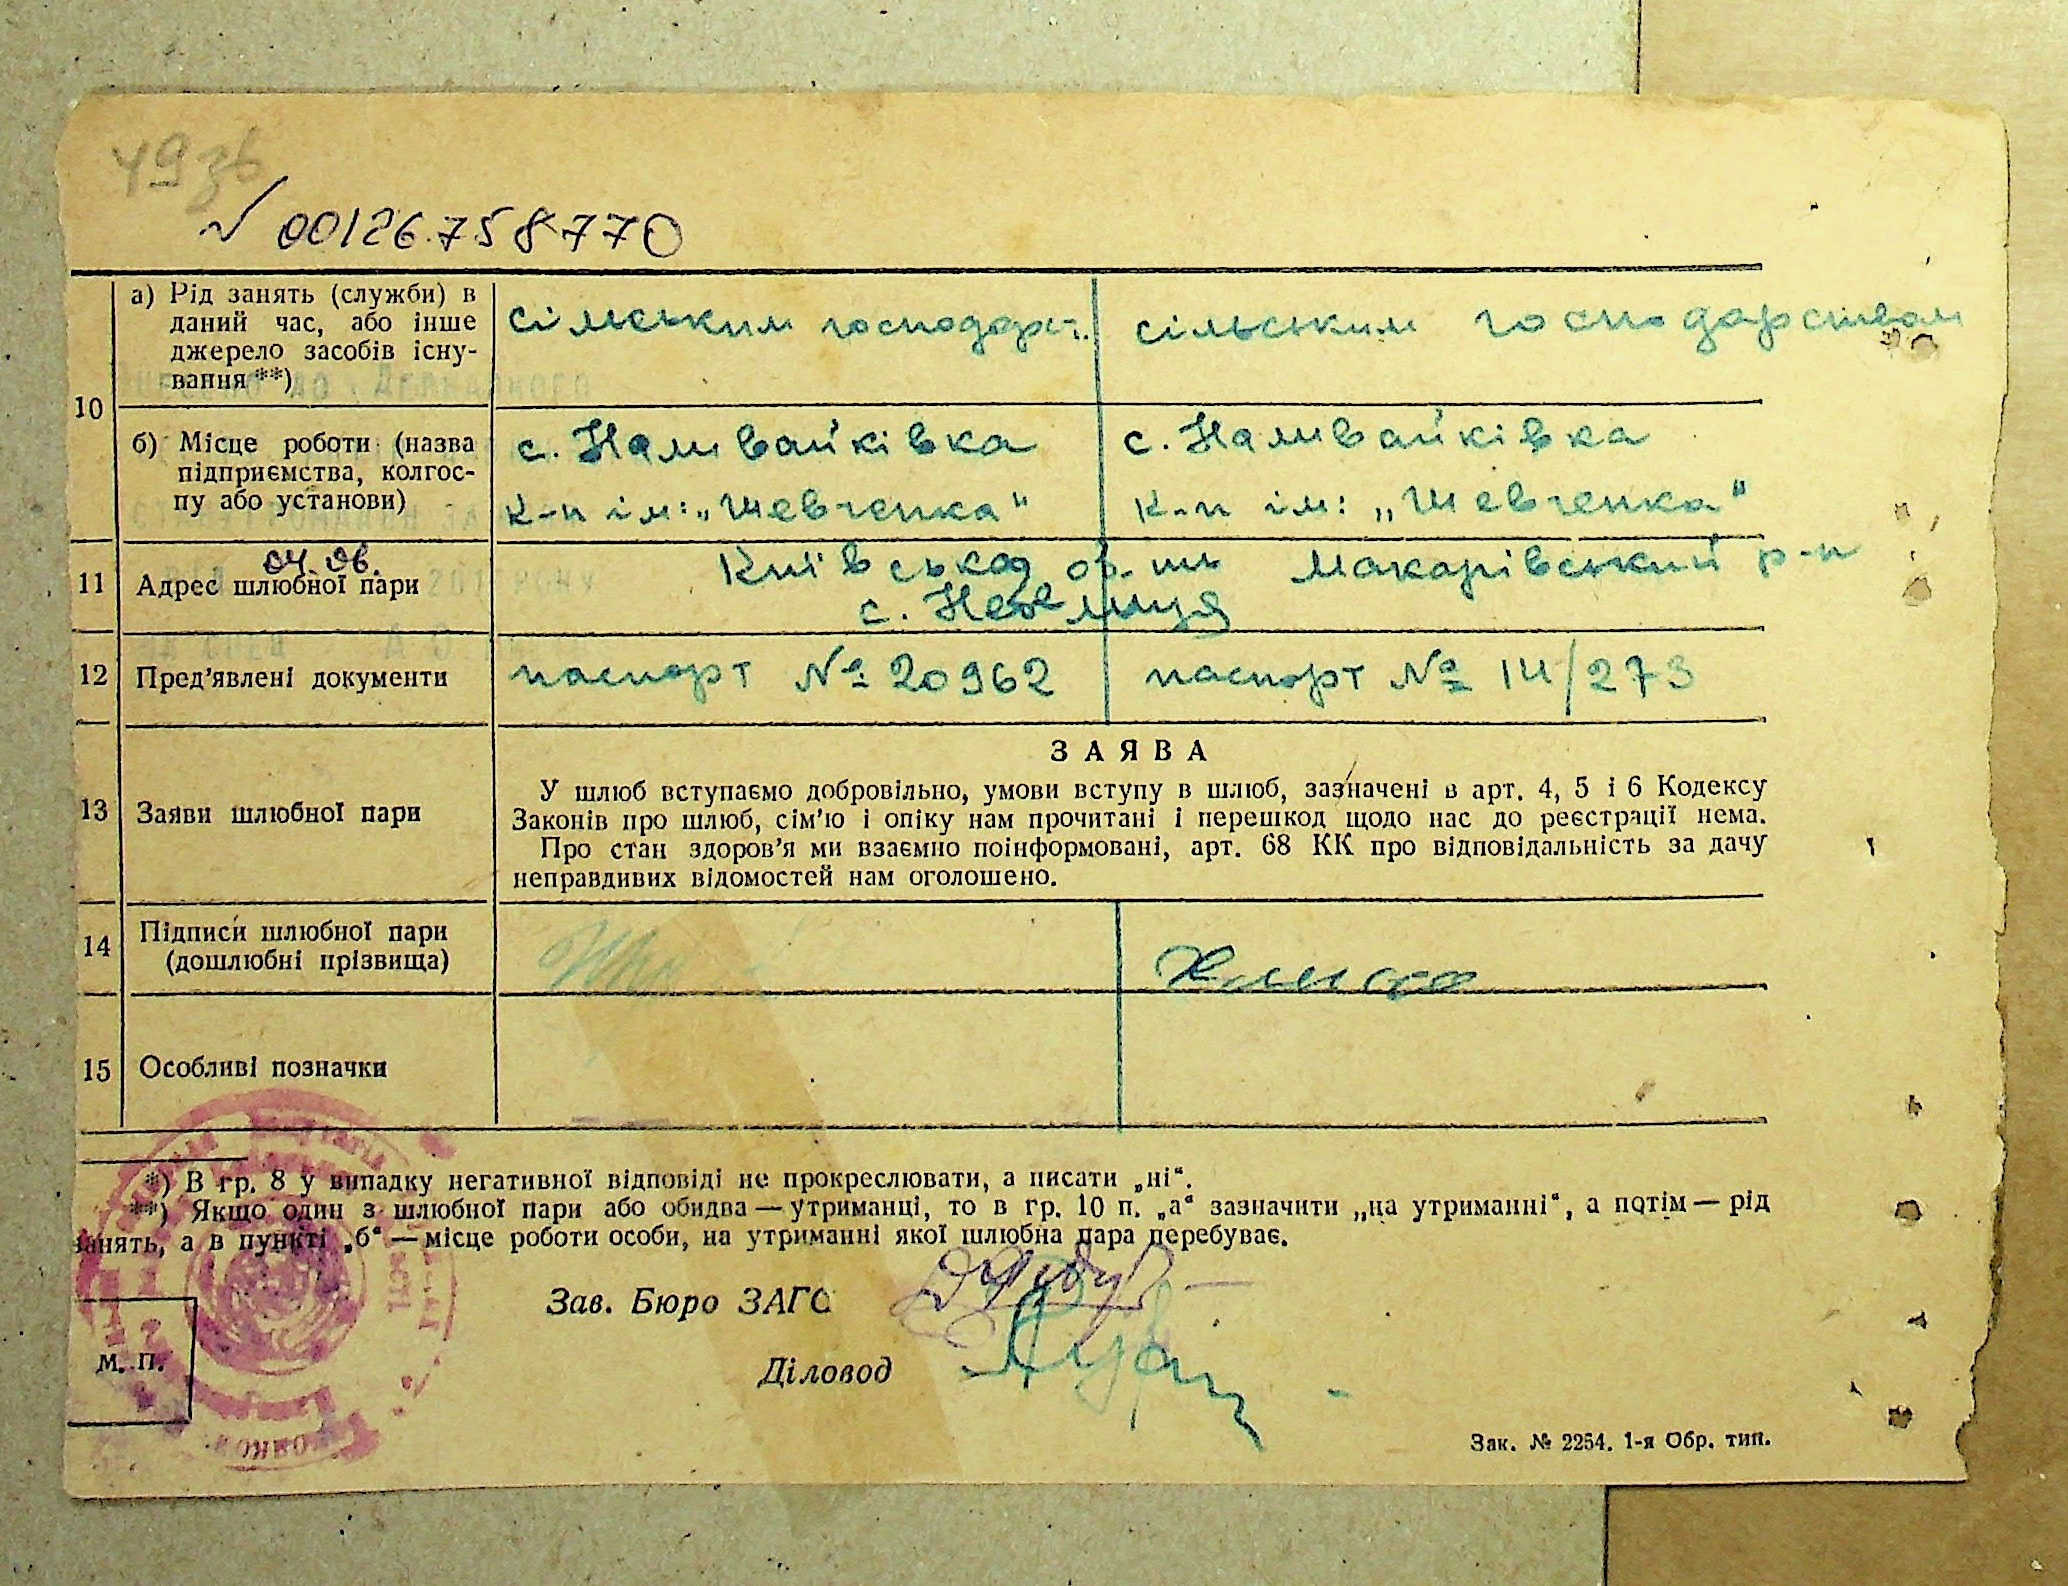 49 зв
√ 00126758770
10
а) Рід занять (служби) в
даний час, або інше
джерело засобів існу-
вання**)
сільським господарст.
сільським господарством
б) Місце роботи (назва
підприємства, колгос-
пу або установи)
с. Наливайківка
к-п ім: „Шевченка"
с. Наливайківка
к-п ім: „Шевченка"
04.06.
11
Адрес шлюбної пари
Київська Макарівський р-н
с.
12
Пред'явлені документи
паспорт № 20962
паспорт № 14/273
13
Заяви шлюбної пари
ЗАЯВА
У шлюб вступаємо добровільно, умови вступу в шлюб, зазначені в арт. 4, 5 і 6 Кодексу
Законів про шлюб, сім'ю і опіку нам прочитані і перешкод щодо нас до реєстрації нема.
Про стан здоров'я ми взаємно поінформовані, арт. 68 КК про відповідальність за дачу
неправдивих відомостей нам оголошено.
14
Підписи шлюбної пари
(дошлюбні прізвища)
15
Особливі позначки
*) В гр. 8 у випадку негативної відповіді не прокреслювати, а писати „ні".
**) Якщо один з шлюбної пари або обидва — утриманці, то в гр. 10 п. „а" зазначити „на утриманні", а потім — рід
занять, а в пункті „б" — місце роботи особи, на утриманні якої шлюбна пара перебуває.
Зав. Бюро ЗАГС
Діловод
М. П.
Зак. № 2254. 1-я Обр. тип.